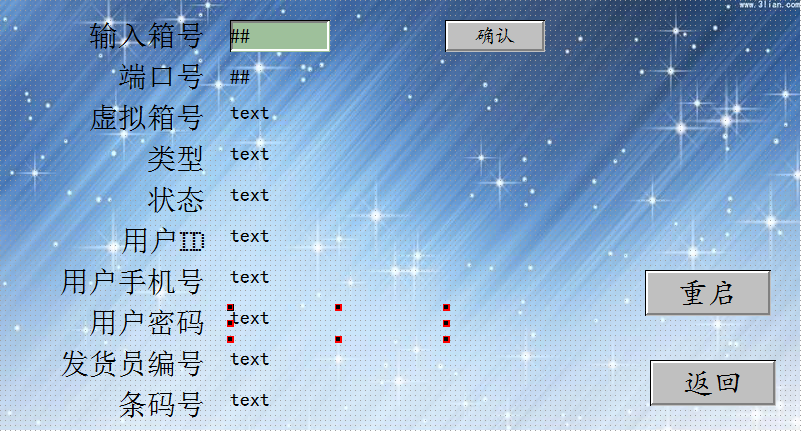 www.3lian.com
输入箱号 ## 确认
端口号 ##
虚拟箱号 text
类型 text
状态 text
用户ID text
用户手机号 text
用户密码 text
发货员编号 text
条码号 text
重启
返回